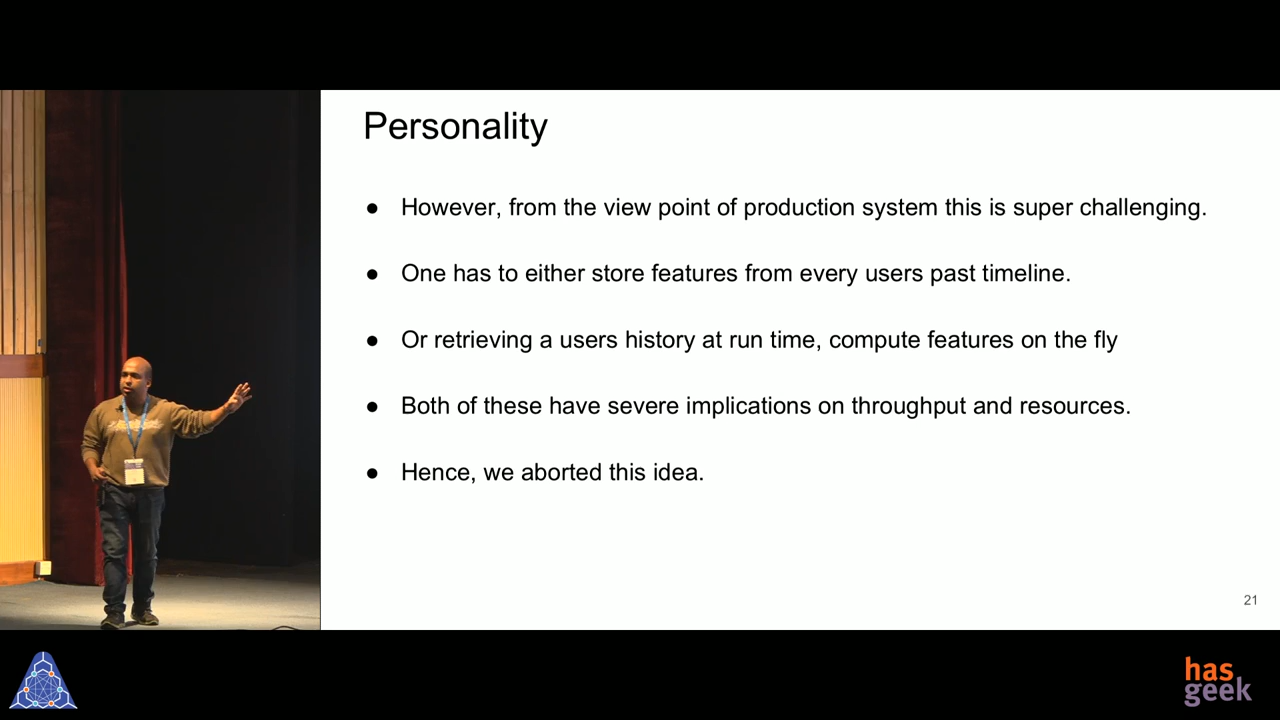 Personality
● However, from the view point of production system this is super challenging.
● One has to either store features from every users past timeline.
● Or retrieving a users history at run time, compute features on the fly
● Both of these have severe implications on throughput and resources.
● Hence, we aborted this idea.
21
has
geek